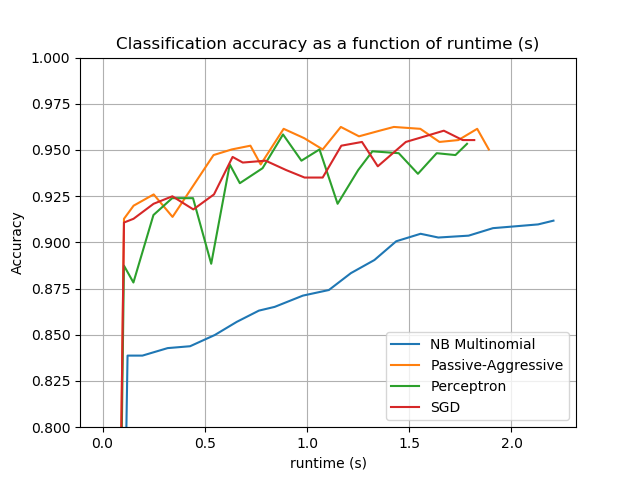 Classification accuracy as a function of runtime (s)
1.000
0.975
0.950
0.925
0.900
0.875
0.850
0.825
0.800
Accuracy
NB Multinomial
Passive-Aggressive
Perceptron
SGD
0.0 0.5 1.0 1.5 2.0
runtime (s)